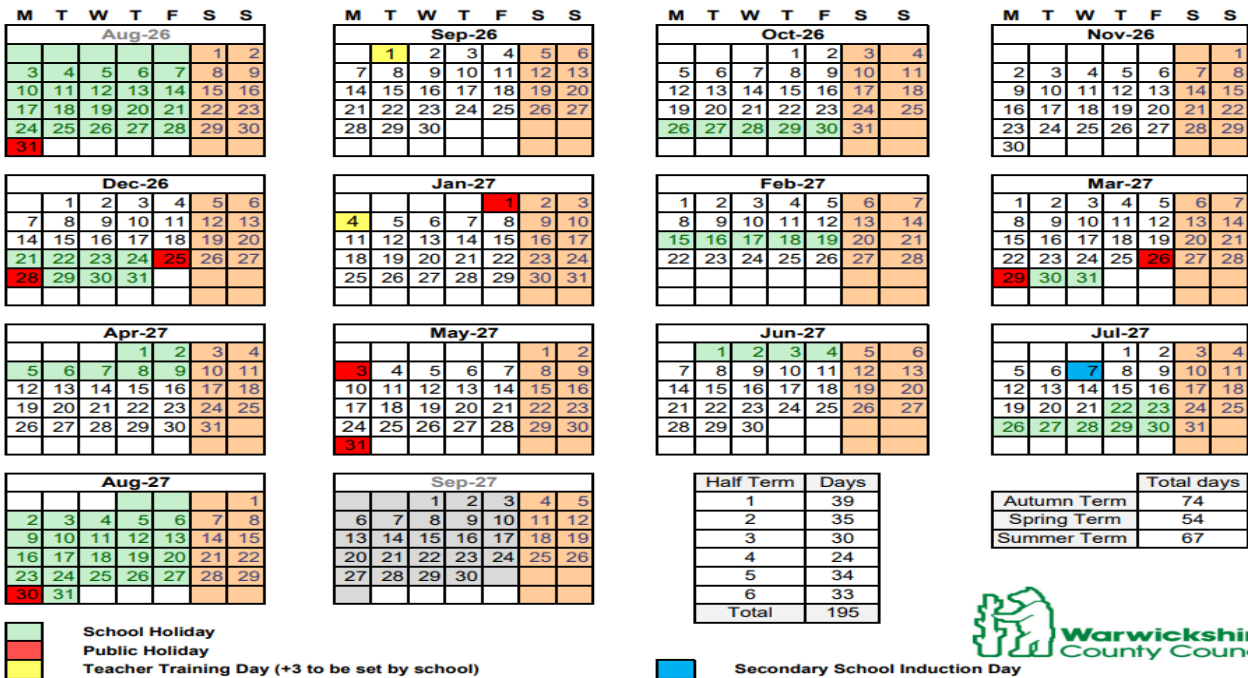 M T W T F S S
Aug-26
1 2
3 4 5 6 7 8 9
10 11 12 13 14 15 16
17 18 19 20 21 22 23
24 25 26 27 28 29 30
31
M T W T F S S
Sep-26
1 2 3 4 5 6
7 8 9 10 11 12 13
14 15 16 17 18 19 20
21 22 23 24 25 26 27
28 29 30
M T W T F S S
Oct-26
1 2 3 4
5 6 7 8 9 10 11
12 13 14 15 16 17 18
19 20 21 22 23 24 25
26 27 28 29 30 31
M T W T F S S
Nov-26
1
2 3 4 5 6 7 8
9 10 11 12 13 14 15
16 17 18 19 20 21 22
23 24 25 26 27 28 29
30
Dec-26
1 2 3 4 5 6
7 8 9 10 11 12 13
14 15 16 17 18 19 20
21 22 23 24 25 26 27
28 29 30 31
Jan-27
1 2 3
4 5 6 7 8 9 10
11 12 13 14 15 16 17
18 19 20 21 22 23 24
25 26 27 28 29 30 31
Feb-27
1 2 3 4 5 6 7
8 9 10 11 12 13 14
15 16 17 18 19 20 21
22 23 24 25 26 27 28
Mar-27
1 2 3 4 5 6 7
8 9 10 11 12 13 14
15 16 17 18 19 20 21
22 23 24 25 26 27 28
29 30 31
Apr-27
1 2 3 4
5 6 7 8 9 10 11
12 13 14 15 16 17 18
19 20 21 22 23 24 25
26 27 28 29 30 31
May-27
1 2
3 4 5 6 7 8 9
10 11 12 13 14 15 16
17 18 19 20 21 22 23
24 25 26 27 28 29 30
31
Jun-27
1 2 3 4 5 6
7 8 9 10 11 12 13
14 15 16 17 18 19 20
21 22 23 24 25 26 27
28 29 30
Jul-27
1 2 3 4
5 6 7 8 9 10 11
12 13 14 15 16 17 18
19 20 21 22 23 24 25
26 27 28 29 30 31
Aug-27
1
2 3 4 5 6 7 8
9 10 11 12 13 14 15
16 17 18 19 20 21 22
23 24 25 26 27 28 29
30 31
Sep-27
1 2 3 4 5
6 7 8 9 10 11 12
13 14 15 16 17 18 19
20 21 22 23 24 25 26
27 28 29 30
Half Term Days
1 39
2 35
3 30
4 24
5 34
6 33
Total 195
Total days
Autumn Term 74
Spring Term 54
Summer Term 67
Warwickshir
County Counc
School Holiday
Public Holiday
Teacher Training Day (+3 to be set by school)
Secondary School Induction Day